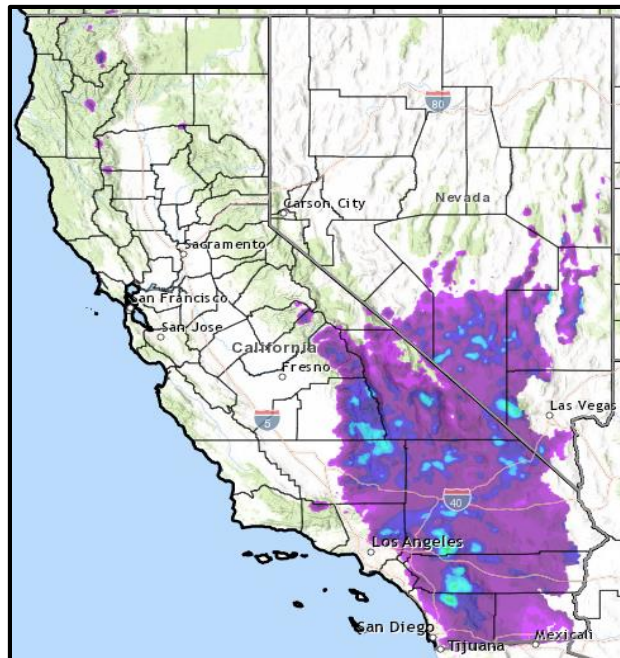 80
Carson City
Nevada
Sacramento
San Francisco
San Jose
California
Fresno
5
Las Vegas
40
Los Angeles
San Diego
Tijuana
Mexicali